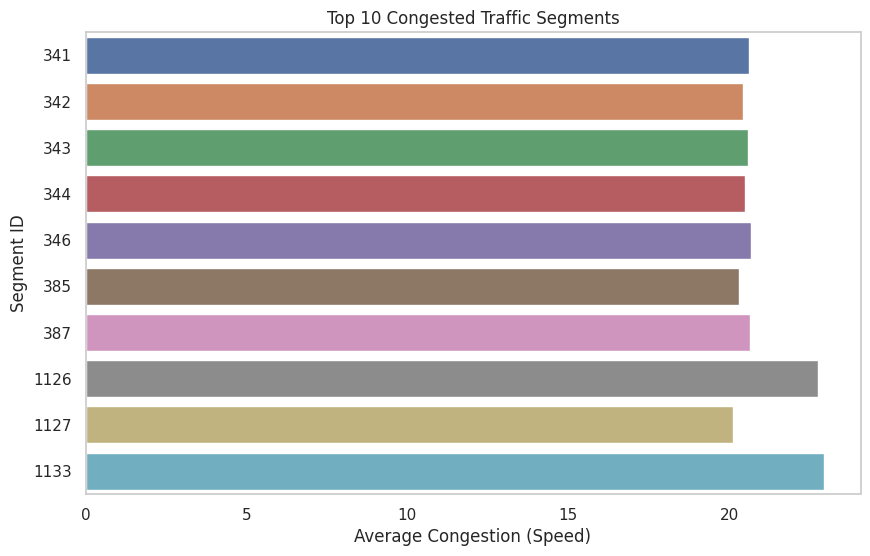 Top 10 Congested Traffic Segments
Segment ID
341
342
343
344
346
385
387
1126
1127
1133
0 5 10 15 20
Average Congestion (Speed)